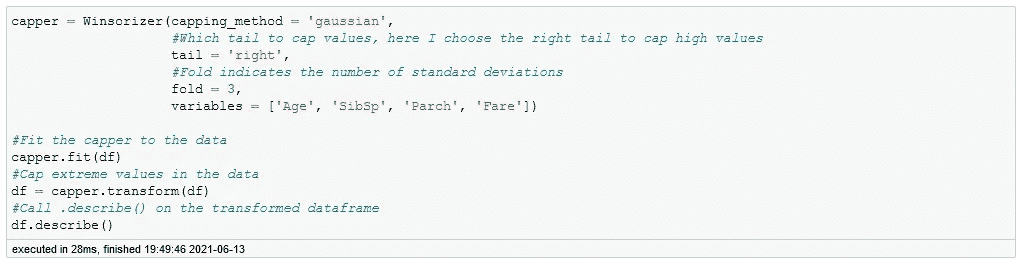 capper = Winsorizer(capping_method = 'gaussian',
#Which tail to cap values, here I choose the right tail to cap high values
tail = 'right',
#Fold indicates the number of standard deviations
fold = 3,
variables = ['Age', 'SibSp', 'Parch', 'Fare'])
#Fit the capper to the data
capper.fit(df)
#Cap extreme values in the data
df = capper.transform(df)
#Call .describe() on the transformed dataframe
df.describe()
executed in 28ms, finished 19:49:46 2021-06-13